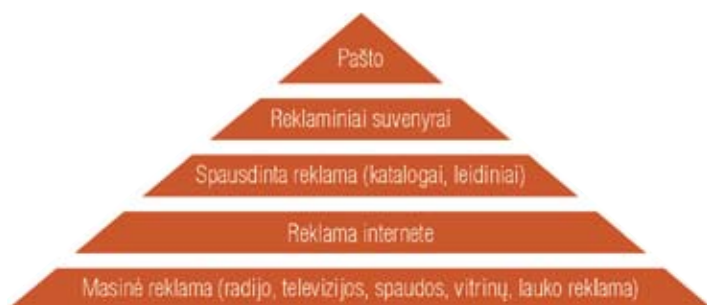 Pašto
Reklaminiai suvenyrai
Spausdinta reklama (katalogai, leidiniai)
Reklama internete
Masinė reklama (radijo, televizijos, spaudos, vitrinų, lauko reklama)